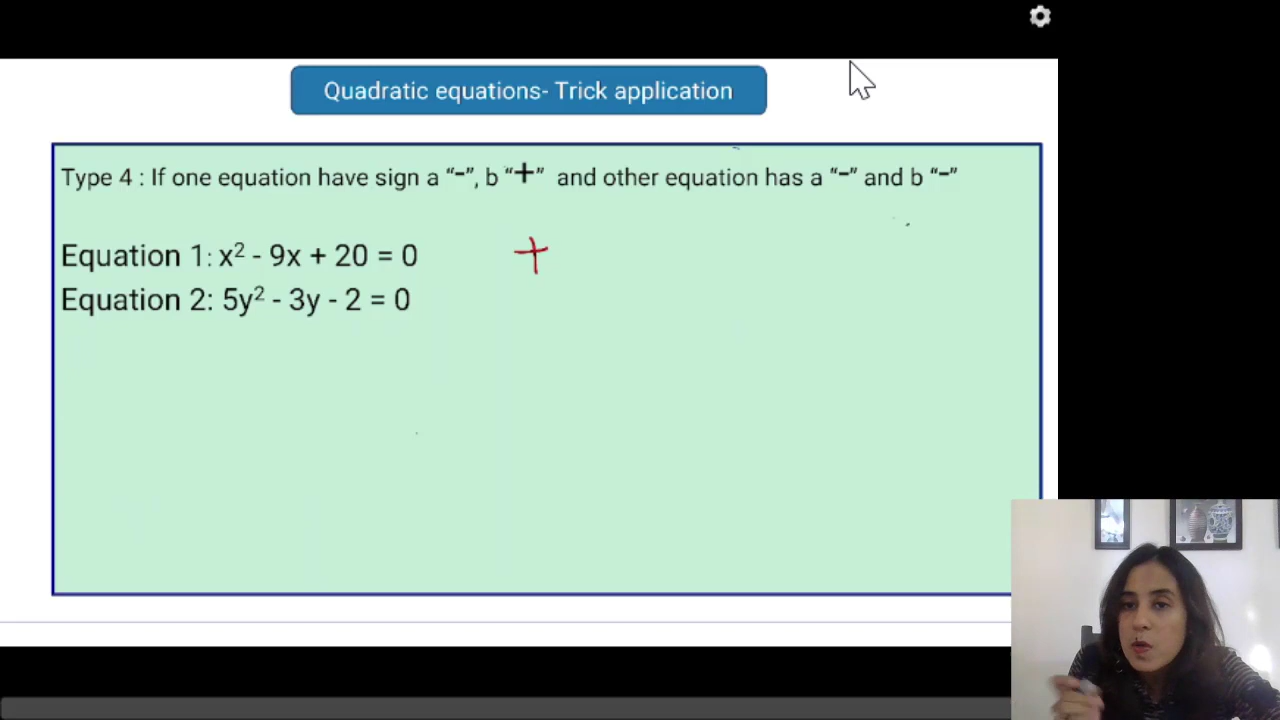 Quadratic equations- Trick application
Type 4 : If one equation have sign a “-”, b “+” and other equation has a “-” and b “-”
Equation 1: x² - 9x + 20 = 0
+
Equation 2: 5y² - 3y - 2 = 0